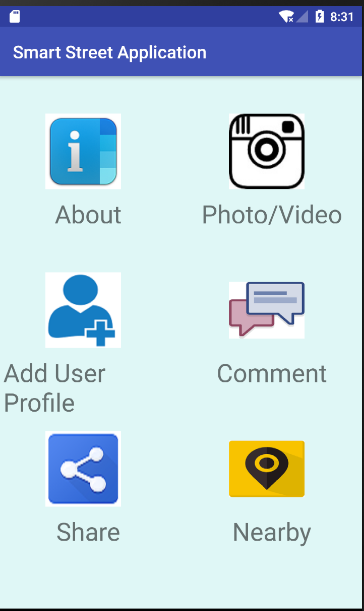 8:31
Smart Street Application
About
Photo/Video
Add User
Profile
Comment
Share
Nearby